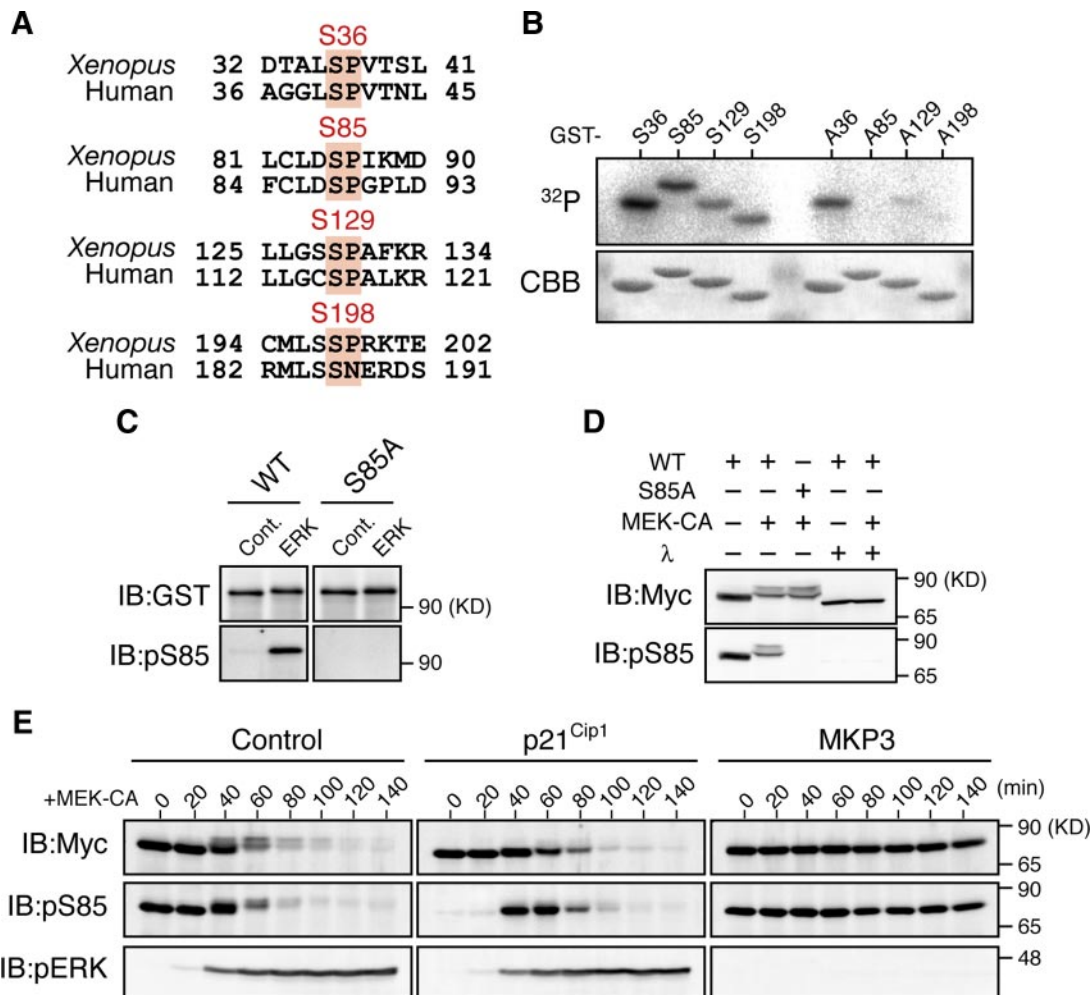 A
S36
Xenopus 32 DTALSPVTSL 41
Human 36 AGGLSPVTNL 45
S85
Xenopus 81 LCLDSPIKMD 90
Human 84 FCLDSPGPLD 93
S129
Xenopus 125 LLGSSPAFKR 134
Human 112 LLGCSPALKR 121
S198
Xenopus 194 CMLSSPRKTE 202
Human 182 RMLSSNERDS 191
B
GST- S36 S85 S129 S198 A36 A85 A129 A198
32P
CBB
C
WT S85A
Cont. ERK Cont. ERK
IB:GST
90 (KD)
IB:pS85
90
D
WT + + – + +
S85A – – + – –
MEK-CA – + + – +
λ – – – + +
IB:Myc
90 (KD)
65
IB:pS85
90
65
E
Control p21Cip1 MKP3
+MEK-CA 0 20 40 60 80 100 120 140 0 20 40 60 80 100 120 140 0 20 40 60 80 100 120 140 (min)
IB:Myc
90 (KD)
65
IB:pS85
90
65
IB:pERK
48